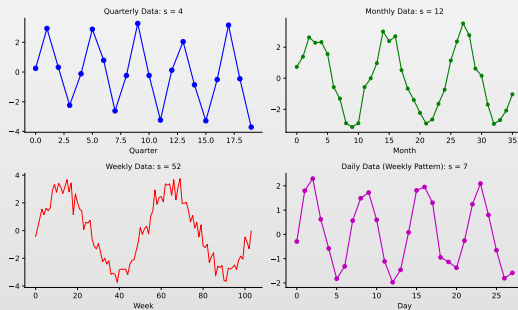 Quarterly Data: s = 4
2
0
−2
−4
0.0 2.5 5.0 7.5 10.0 12.5 15.0 17.5
Quarter
Monthly Data: s = 12
2
0
−2
0 5 10 15 20 25 30 35
Month
Weekly Data: s = 52
4
2
0
−2
−4
0 20 40 60 80 100
Week
Daily Data (Weekly Pattern): s = 7
2
1
0
−1
−2
0 5 10 15 20 25
Day